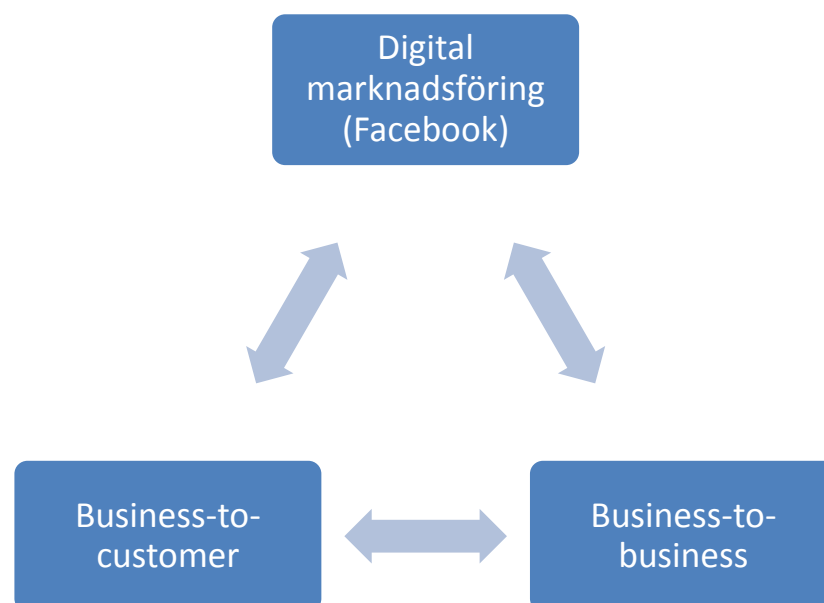 Digital
marknadsföring
(Facebook)
Business-to-
customer
Business-to-
business